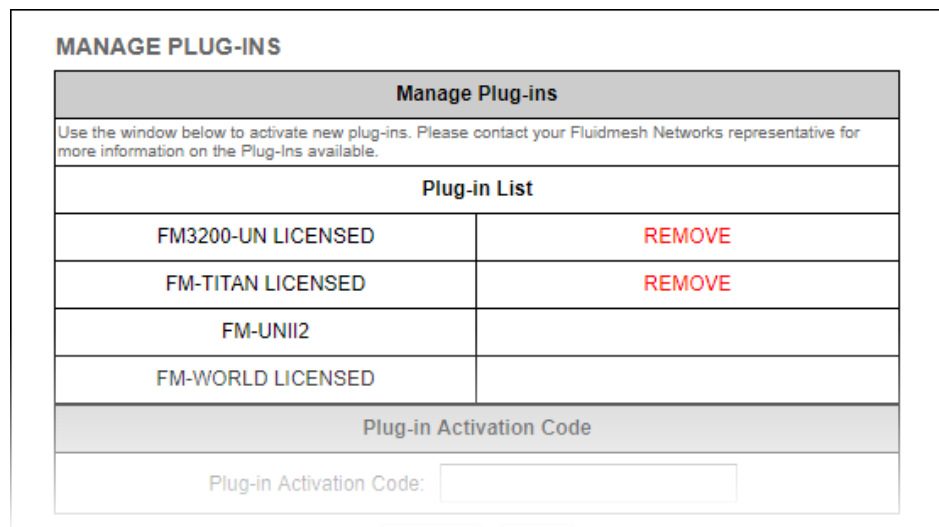 MANAGE PLUG-INS
Manage Plug-ins
Use the window below to activate new plug-ins. Please contact your Fluidmesh Networks representative for
more information on the Plug-Ins available.
Plug-in List
FM3200-UN LICENSED REMOVE
FM-TITAN LICENSED REMOVE
FM-UNII2
FM-WORLD LICENSED
Plug-in Activation Code
Plug-in Activation Code: